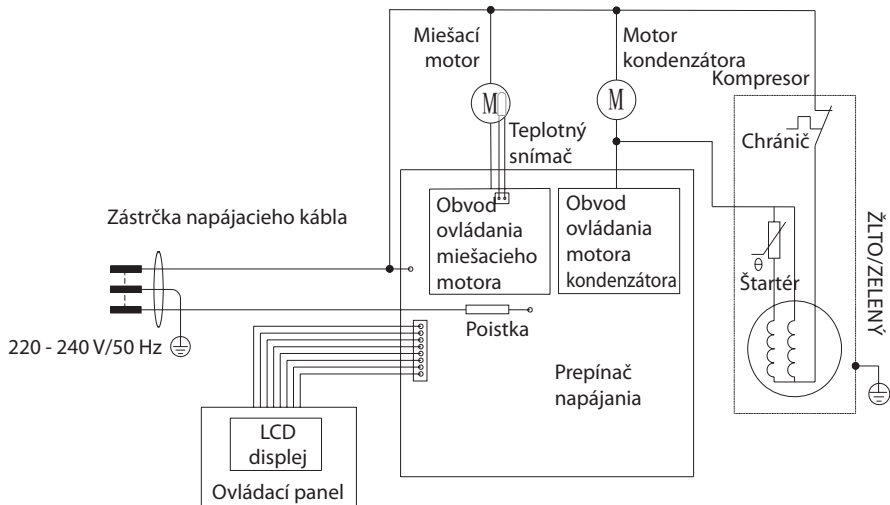 Miešací
motor
Motor
kondenzátora
Kompresor
M
M
Teplotný
snímač
Chránič
Zástrčka napájacieho kábla
Obvod
ovládania
miešacieho
motora
Obvod
ovládania
motora
kondenzátora
θ
Štartér
ŽLTO/ZELENÝ
Poistka
220 - 240 V/50 Hz
Prepínač
napájania
LCD
displej
Ovládací panel